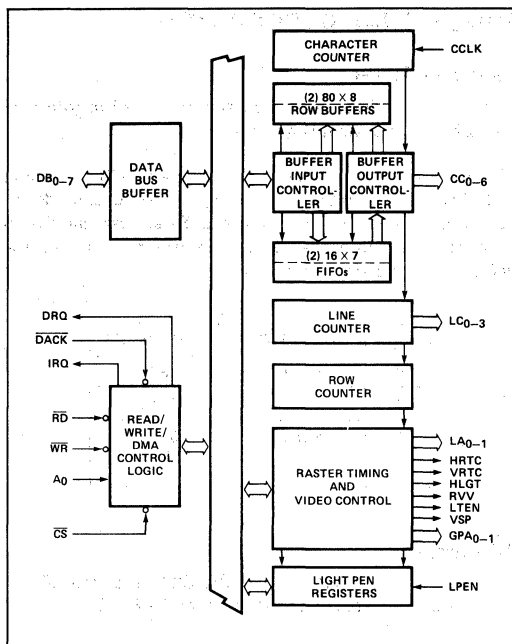 CHARACTER
COUNTER
CCLK
(2) 80 × 8
ROW BUFFERS
DB0–7
DATA
BUS
BUFFER
BUFFER
INPUT
CONTROL-
LER
BUFFER
OUTPUT
CONTROL-
LER
CC0–6
(2) 16 × 7
FIFOs
DRQ
DACK
IRQ
RD
WR
A0
CS
READ/
WRITE/
DMA
CONTROL
LOGIC
LINE
COUNTER
LC0–3
ROW
COUNTER
RASTER TIMING
AND
VIDEO CONTROL
LA0–1
HRTC
VRTC
HLGT
RVV
LTEN
VSP
GPA0–1
LIGHT PEN
REGISTERS
LPEN